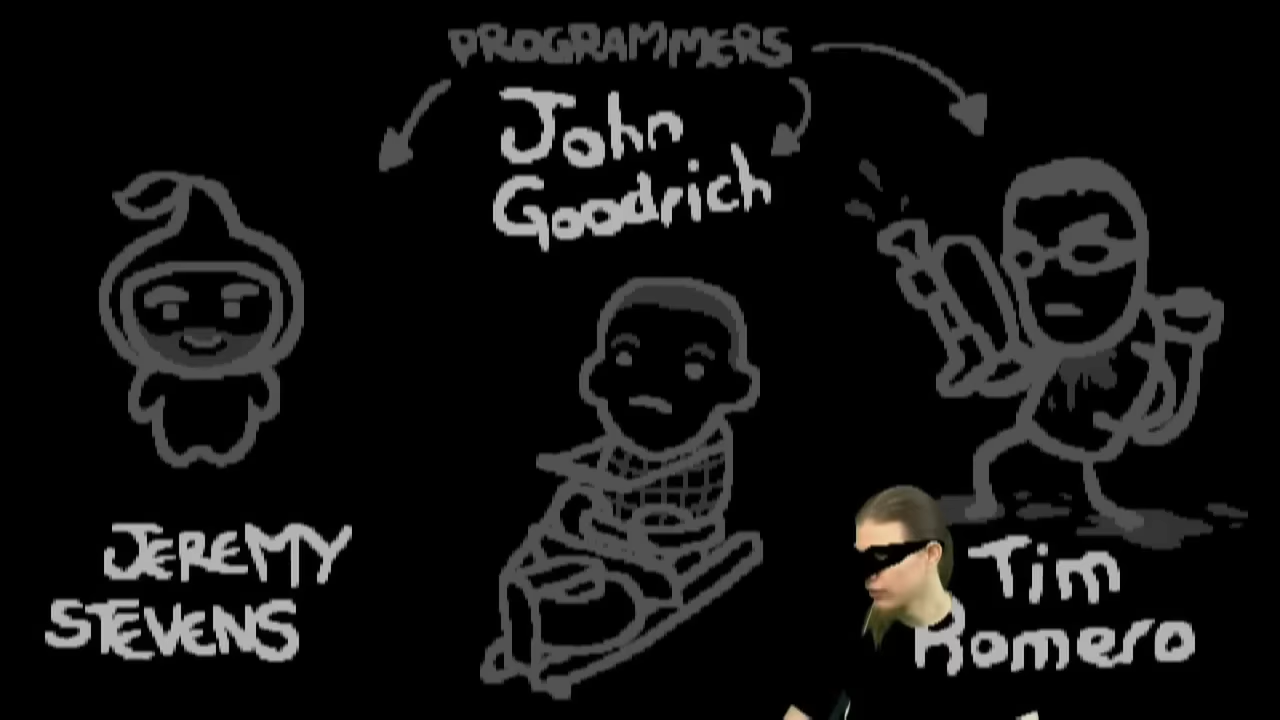 PROGRAMMERS
John
Goodrich
JEREMY
STEVENS
Tim
Romero